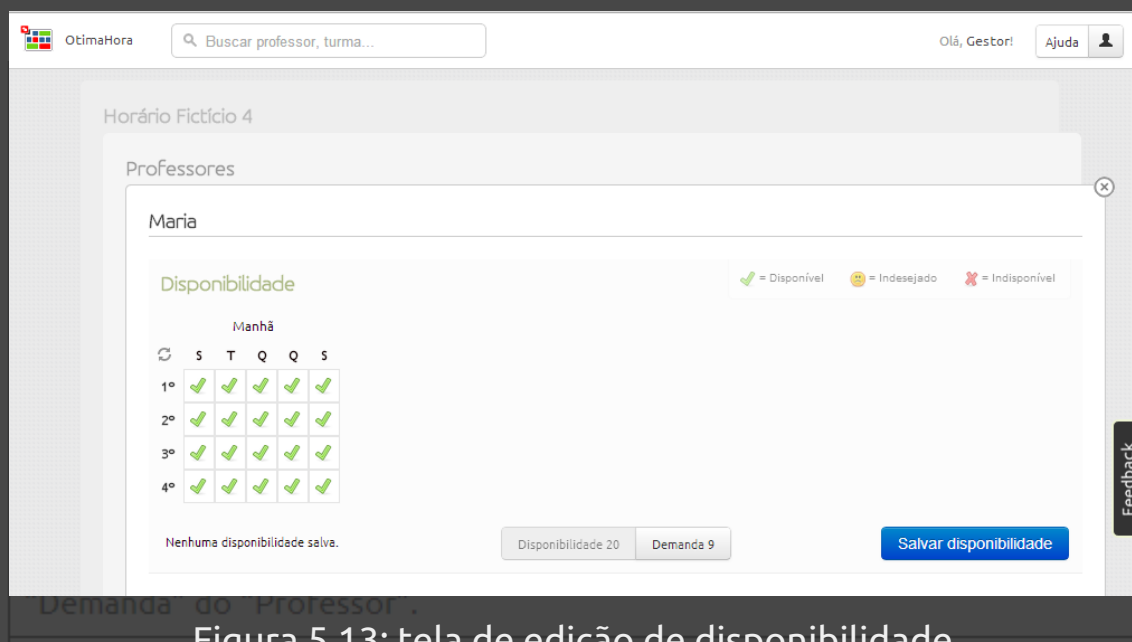 OtimaHora
Buscar professor, turma...
Olá, Gestor!
Ajuda
Horário Fictício 4
Professores
Maria
Disponibilidade
= Disponível
= Indesejado
= Indisponível
Manhã
S T Q Q S
1º
2º
3º
4º
Nenhuma disponibilidade salva.
Disponibilidade 20
Demanda 9
Salvar disponibilidade
Feedback
"Demanda" do "Professor".
Figura 5.13: tela de edição de disponibilidade